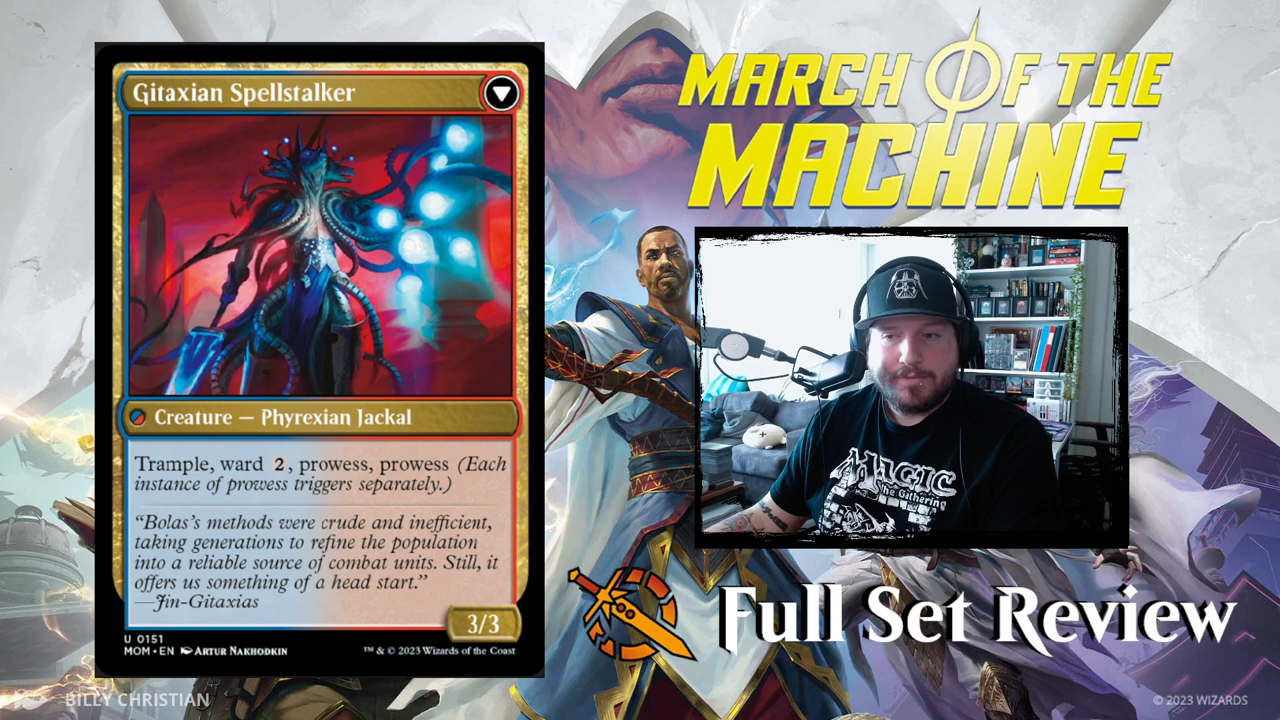 Gitaxian Spellstalker
Creature — Phyrexian Jackal
Trample, ward 2, prowess, prowess (Each
instance of prowess triggers separately.)
“Bolas’s methods were crude and inefficient,
taking generations to refine the population
into a reliable source of combat units. Still, it
offers us something of a head start.”
—Jin-Gitaxias
3/3
U 0151
MOM • EN ARTUR NAKHODKIN
™ & © 2023 Wizards of the Coast
BILLY CHRISTIAN
MARCH OF THE
MACHINE
MAGIC
The Gathering
Full Set Review
© 2023 WIZARDS